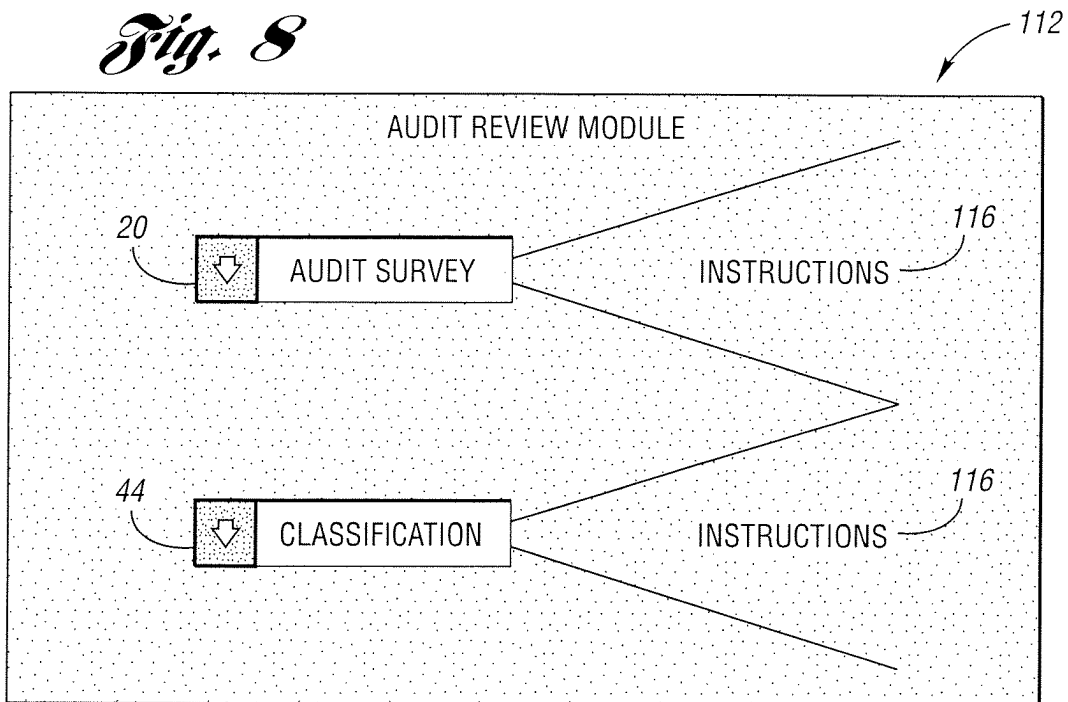 Fig. 8
112
AUDIT REVIEW MODULE
20
AUDIT SURVEY
INSTRUCTIONS
116
44
CLASSIFICATION
INSTRUCTIONS
116